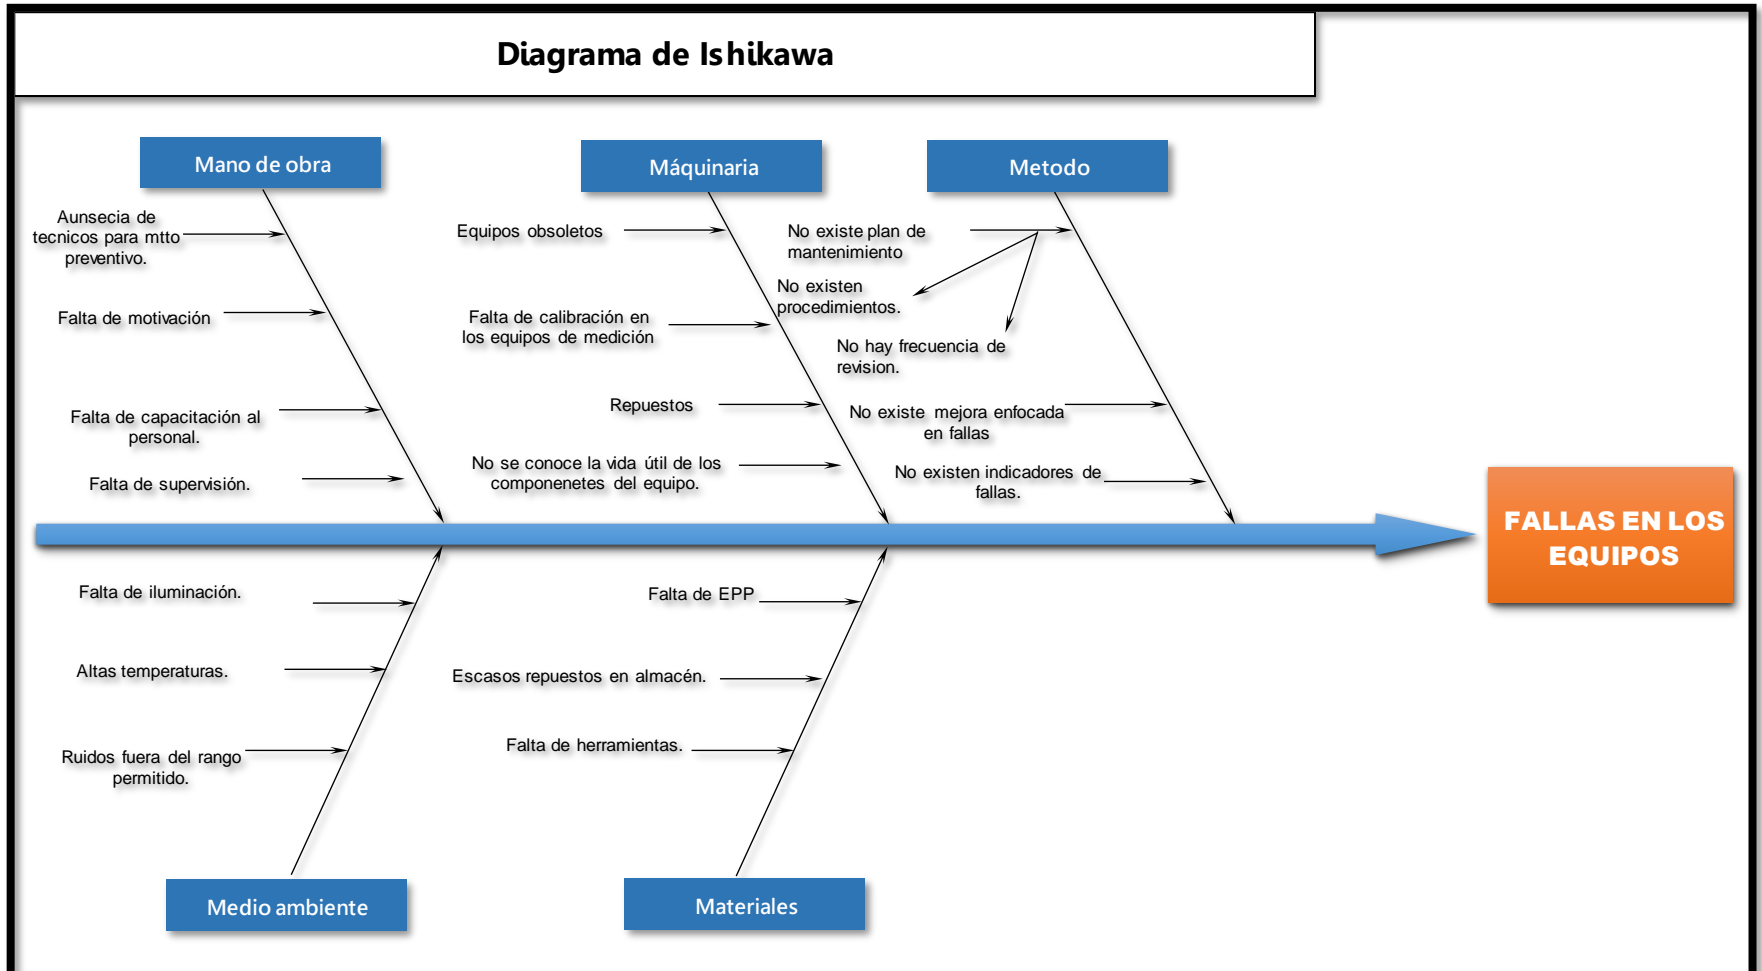 Diagrama de Ishikawa
Mano de obra
Máquinaria
Metodo
Aunsecia de
tecnicos para mtto
preventivo.
Falta de motivación
Falta de capacitación al
personal.
Falta de supervisión.
Equipos obsoletos
Falta de calibración en
los equipos de medición
Repuestos
No se conoce la vida útil de los
componenetes del equipo.
No existe plan de
mantenimiento
No existen
procedimientos.
No hay frecuencia de
revision.
No existe mejora enfocada
en fallas
No existen indicadores de
fallas.
FALLAS EN LOS
EQUIPOS
Falta de iluminación.
Altas temperaturas.
Ruidos fuera del rango
permitido.
Falta de EPP
Escasos repuestos en almacén.
Falta de herramientas.
Medio ambiente
Materiales